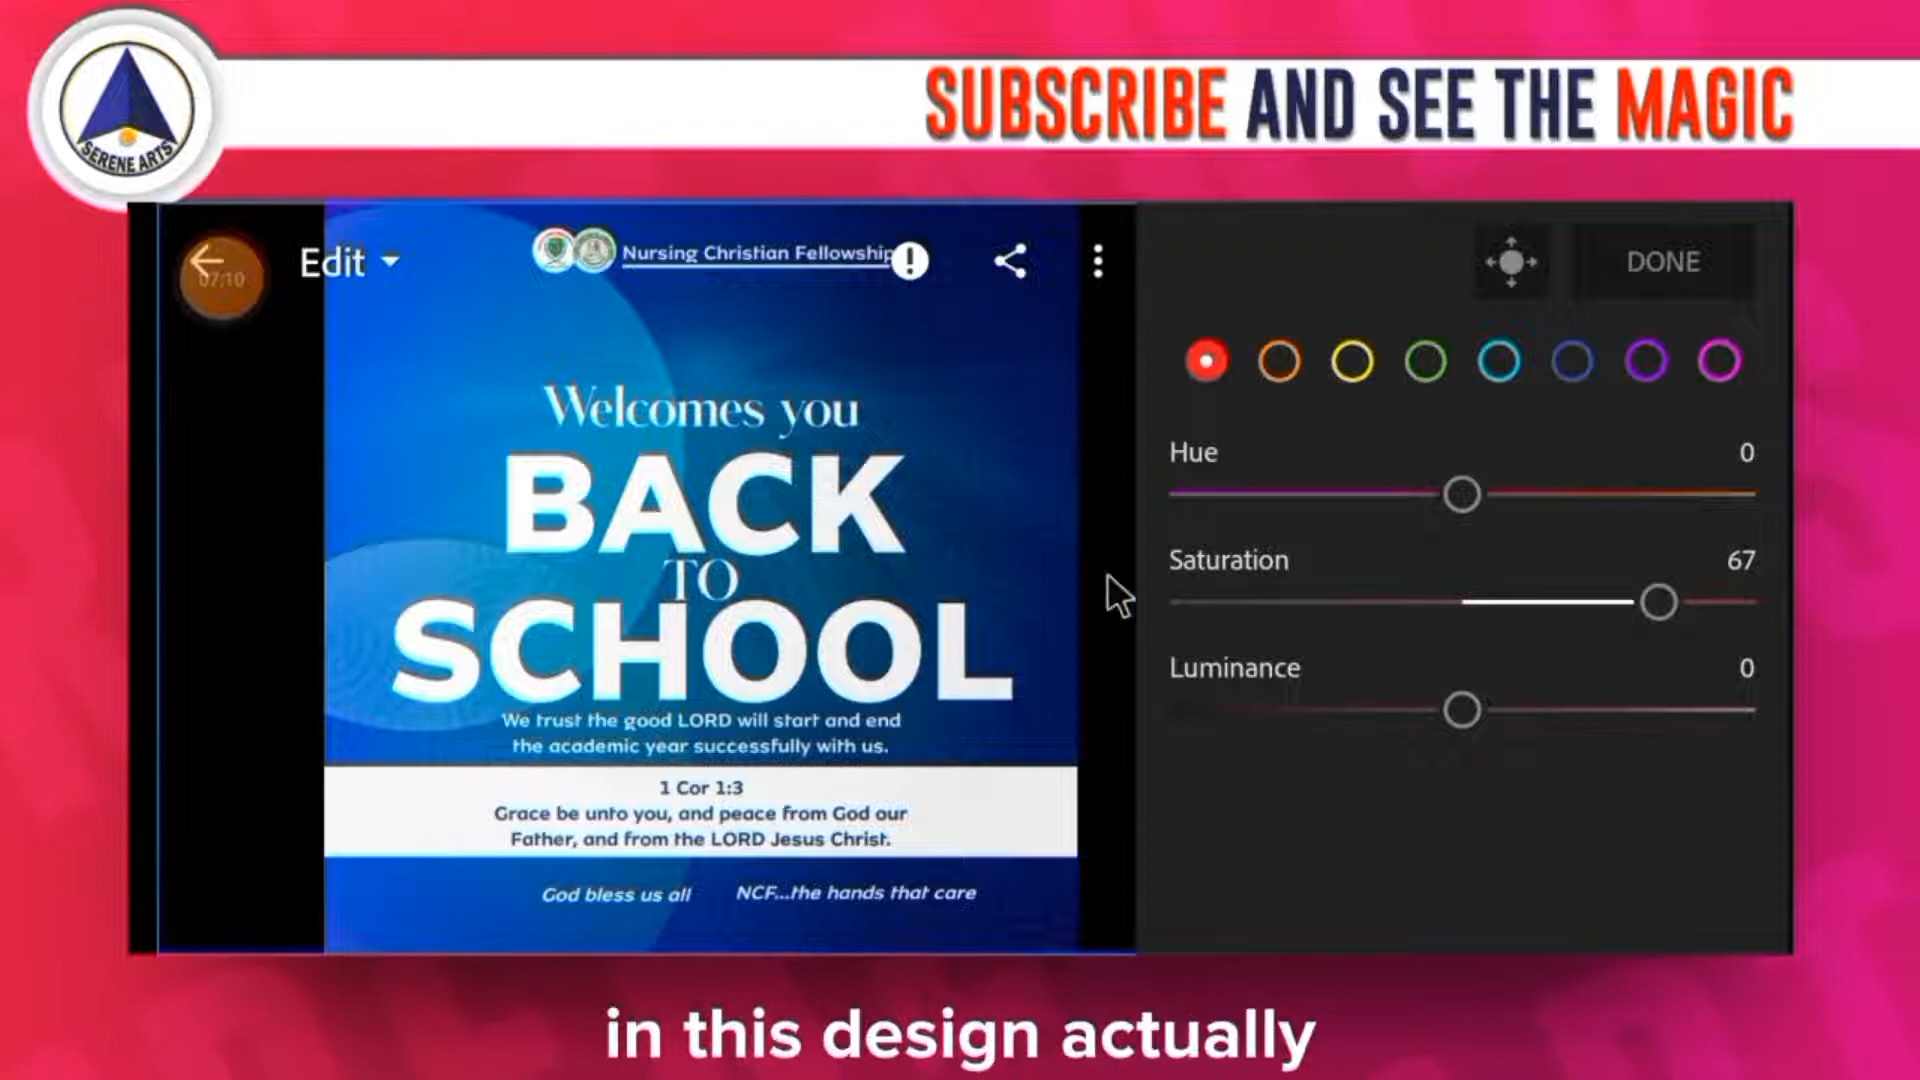 SUBSCRIBE AND SEE THE MAGIC
SERENE ARTS
07:10
Edit
Nursing Christian Fellowship
DONE
Welcomes you
BACK
TO
SCHOOL
We trust the good LORD will start and end
the academic year successfully with us.
1 Cor 1:3
Grace be unto you, and peace from God our
Father, and from the LORD Jesus Christ.
God bless us all
NCF...the hands that care
Hue 0
Saturation 67
Luminance 0
in this design actually